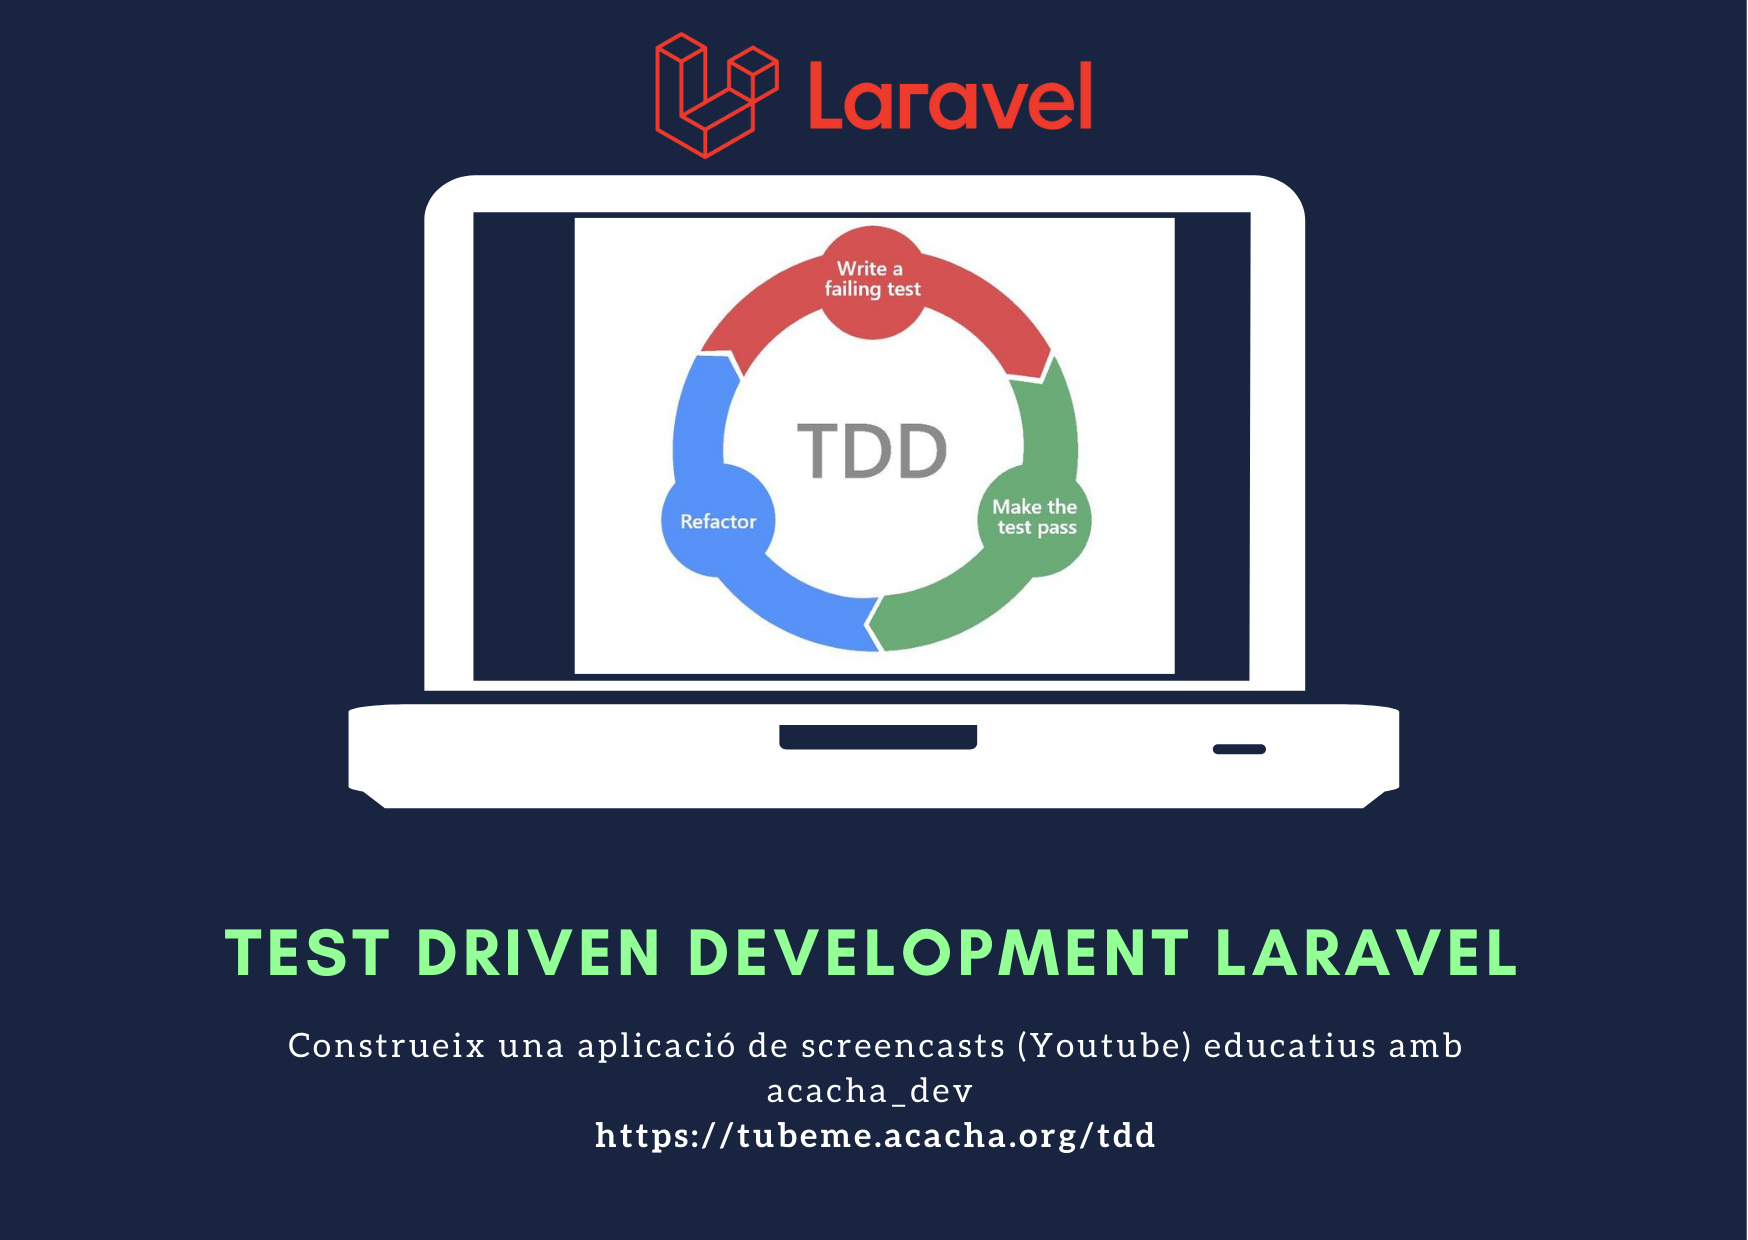 Laravel
Write a
failing test
TDD
Make the
test pass
Refactor
TEST DRIVEN DEVELOPMENT LARAVEL
Construeix una aplicació de screencasts (Youtube) educatius amb
acacha_dev
https://tubeme.acacha.org/tdd